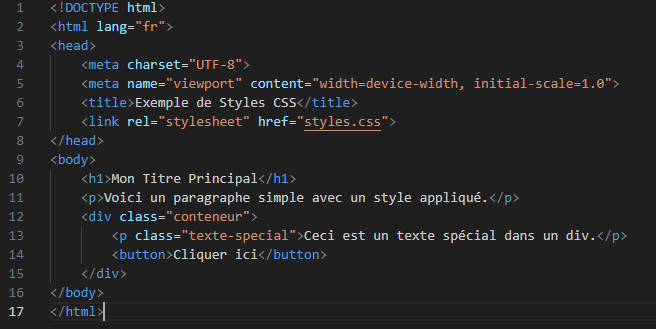 1 <!DOCTYPE html>
2 <html lang="fr">
3 <head>
4     <meta charset="UTF-8">
5     <meta name="viewport" content="width=device-width, initial-scale=1.0">
6     <title>Exemple de Styles CSS</title>
7     <link rel="stylesheet" href="styles.css">
8 </head>
9 <body>
10     <h1>Mon Titre Principal</h1>
11     <p>Voici un paragraphe simple avec un style appliqué.</p>
12     <div class="conteneur">
13         <p class="texte-special">Ceci est un texte spécial dans un div.</p>
14         <button>Cliquer ici</button>
15     </div>
16 </body>
17 </html>